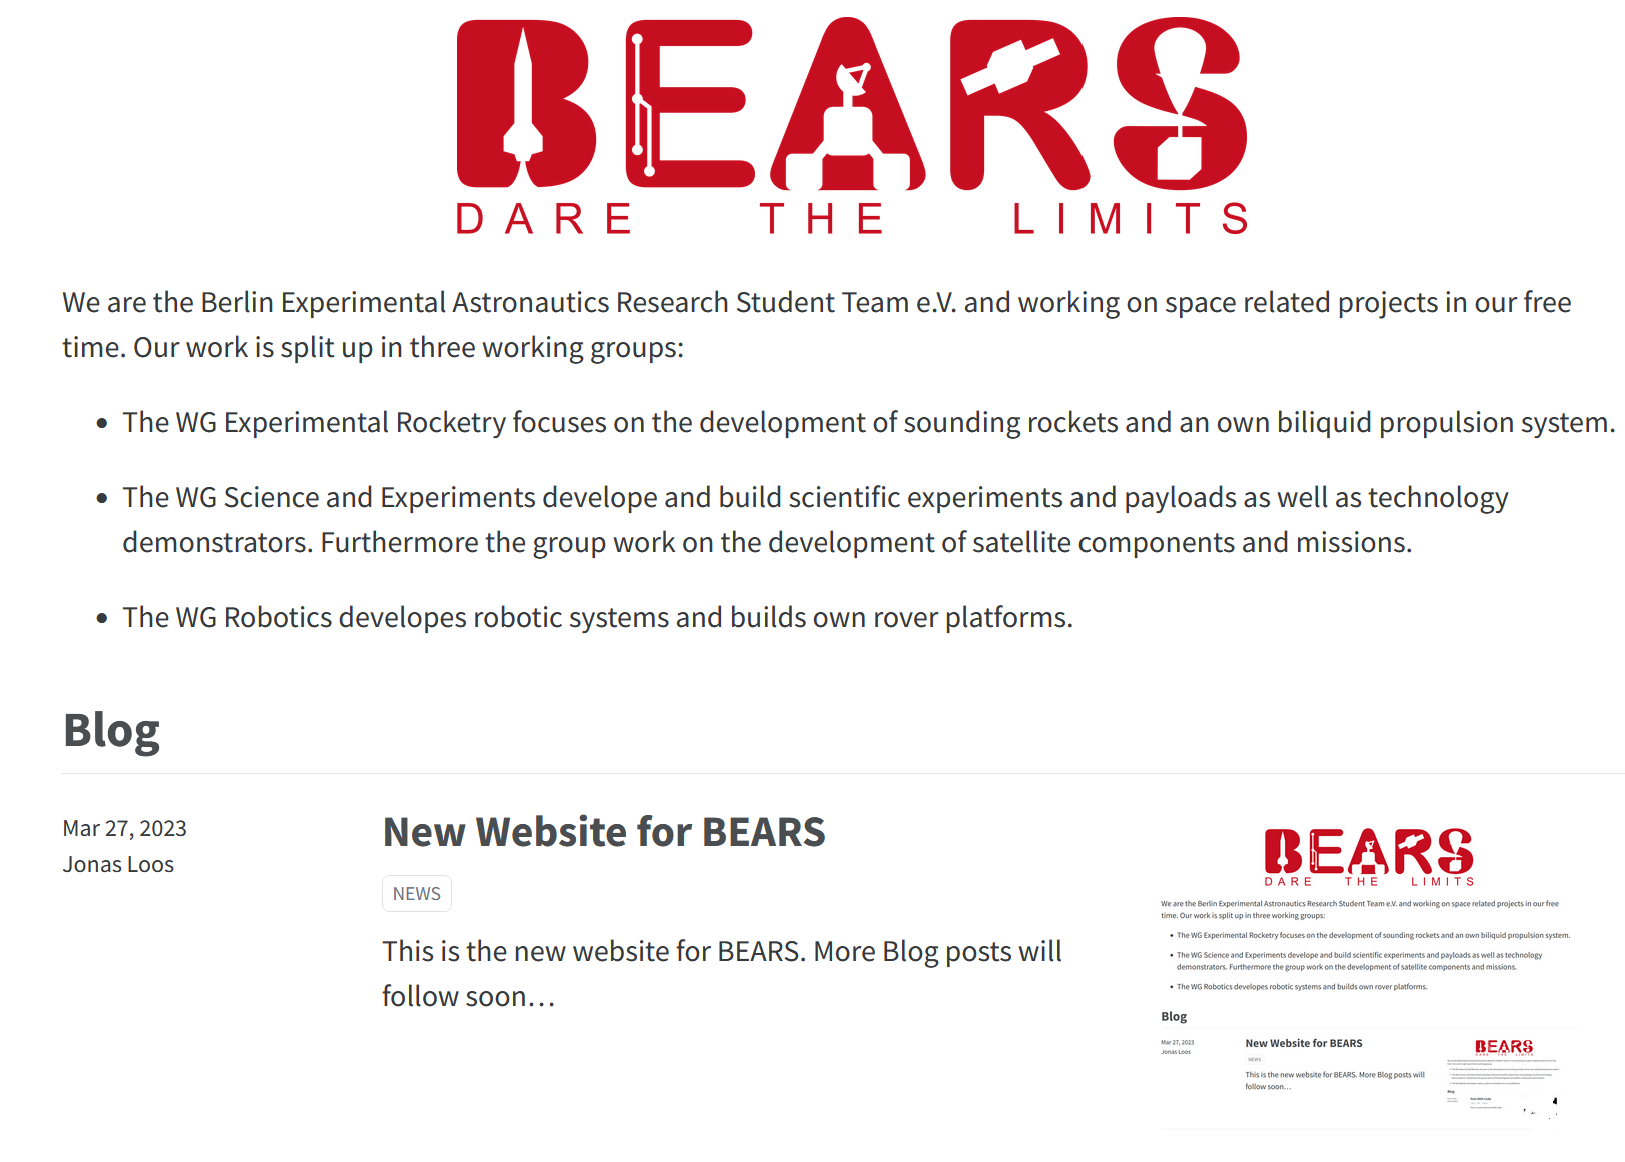 BEARS
DARE THE LIMITS
We are the Berlin Experimental Astronautics Research Student Team e.V. and working on space related projects in our free
time. Our work is split up in three working groups:
• The WG Experimental Rocketry focuses on the development of sounding rockets and an own biliquid propulsion system.
• The WG Science and Experiments develope and build scientific experiments and payloads as well as technology
demonstrators. Furthermore the group work on the development of satellite components and missions.
• The WG Robotics developes robotic systems and builds own rover platforms.
Blog
Mar 27, 2023
Jonas Loos
New Website for BEARS
NEWS
This is the new website for BEARS. More Blog posts will
follow soon…
BEARS
DARE THE LIMITS
We are the Berlin Experimental Astronautics Research Student Team e.V. and working on space related projects in our free
time. Our work is split up in three working groups:
• The WG Experimental Rocketry focuses on the development of sounding rockets and an own biliquid propulsion system.
• The WG Science and Experiments develope and build scientific experiments and payloads as well as technology
demonstrators. Furthermore the group work on the development of satellite components and missions.
• The WG Robotics developes robotic systems and builds own rover platforms.
Blog
Mar 27, 2023
Jonas Loos
New Website for BEARS
NEWS
This is the new website for BEARS. More Blog posts will
follow soon…
BEARS
DARE THE LIMITS
Blog